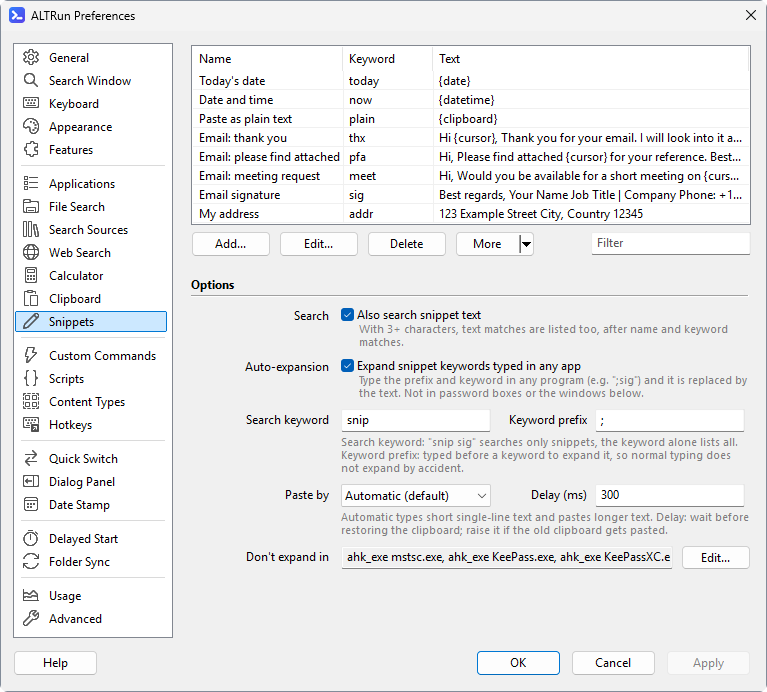 ALTRun Preferences
General
Search Window
Keyboard
Appearance
Features
Applications
File Search
Search Sources
Web Search
Calculator
Clipboard
Snippets
Custom Commands
Scripts
Content Types
Hotkeys
Quick Switch
Dialog Panel
Date Stamp
Delayed Start
Folder Sync
Usage
Advanced
Name Keyword Text
Today's date today {date}
Date and time now {datetime}
Paste as plain text plain {clipboard}
Email: thank you thx Hi {cursor}, Thank you for your email. I will look into it a...
Email: please find attached pfa Hi, Please find attached {cursor} for your reference. Best...
Email: meeting request meet Hi, Would you be available for a short meeting on {curs...
Email signature sig Best regards, Your Name Job Title | Company Phone: +1...
My address addr 123 Example Street City, Country 12345
Add... Edit... Delete More Filter
Options
Search Also search snippet text
With 3+ characters, text matches are listed too, after name and keyword
matches.
Auto-expansion Expand snippet keywords typed in any app
Type the prefix and keyword in any program (e.g. ";sig") and it is replaced by
the text. Not in password boxes or the windows below.
Search keyword snip Keyword prefix ;
Search keyword: "snip sig" searches only snippets, the keyword alone lists all.
Keyword prefix: typed before a keyword to expand it, so normal typing does
not expand by accident.
Paste by Automatic (default) Delay (ms) 300
Automatic types short single-line text and pastes longer text. Delay: wait before
restoring the clipboard; raise it if the old clipboard gets pasted.
Don't expand in ahk_exe mstsc.exe, ahk_exe KeePass.exe, ahk_exe KeePassXC.e Edit...
Help OK Cancel Apply